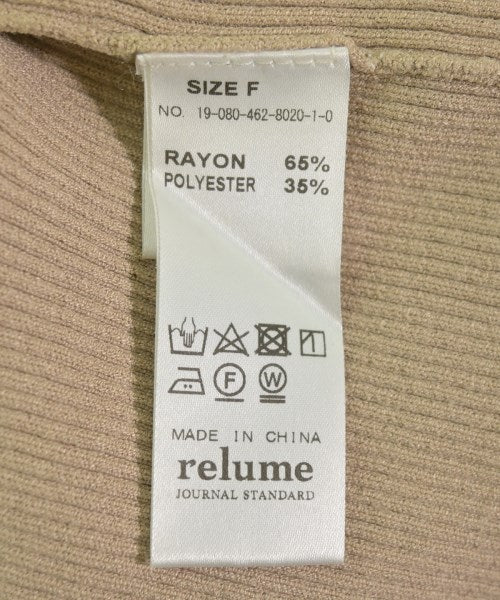 SIZE F
NO. 19-080-462-8020-1-0
RAYON 65%
POLYESTER 35%
F W
MADE IN CHINA
relume
JOURNAL STANDARD